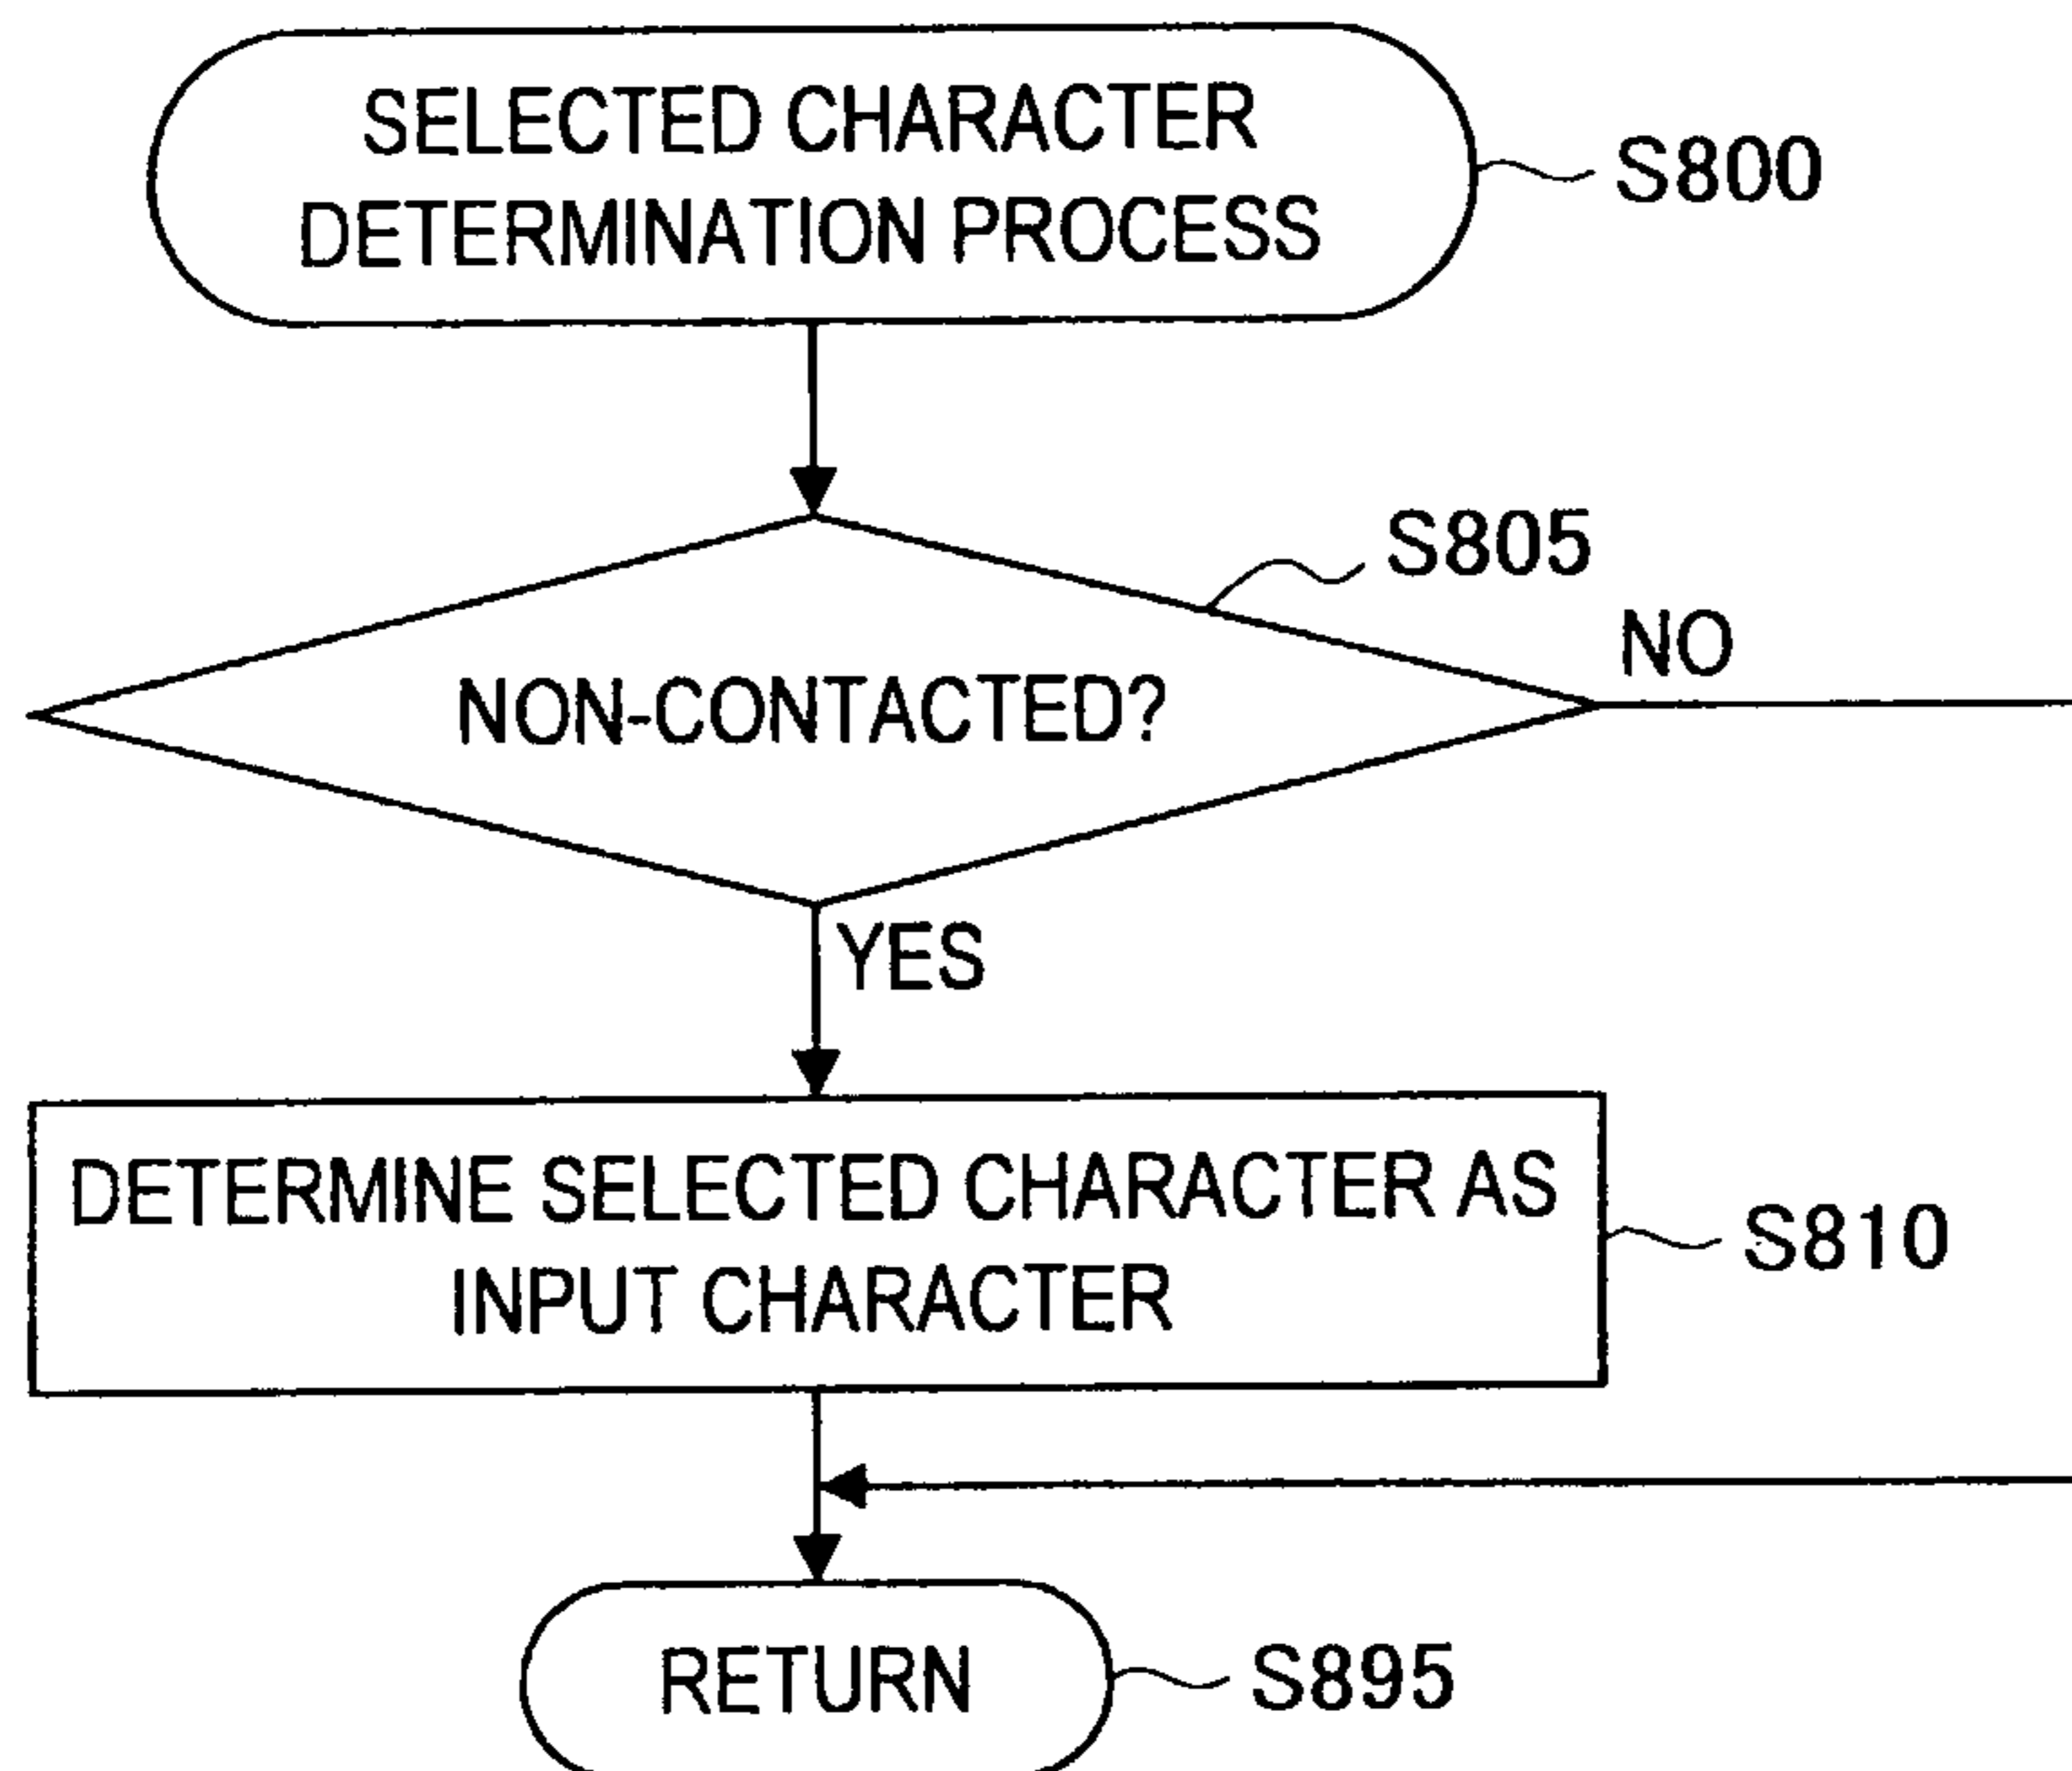 SELECTED CHARACTER
DETERMINATION PROCESS
S800
S805
NON-CONTACTED?
NO
YES
DETERMINE SELECTED CHARACTER AS
INPUT CHARACTER
S810
RETURN
S895